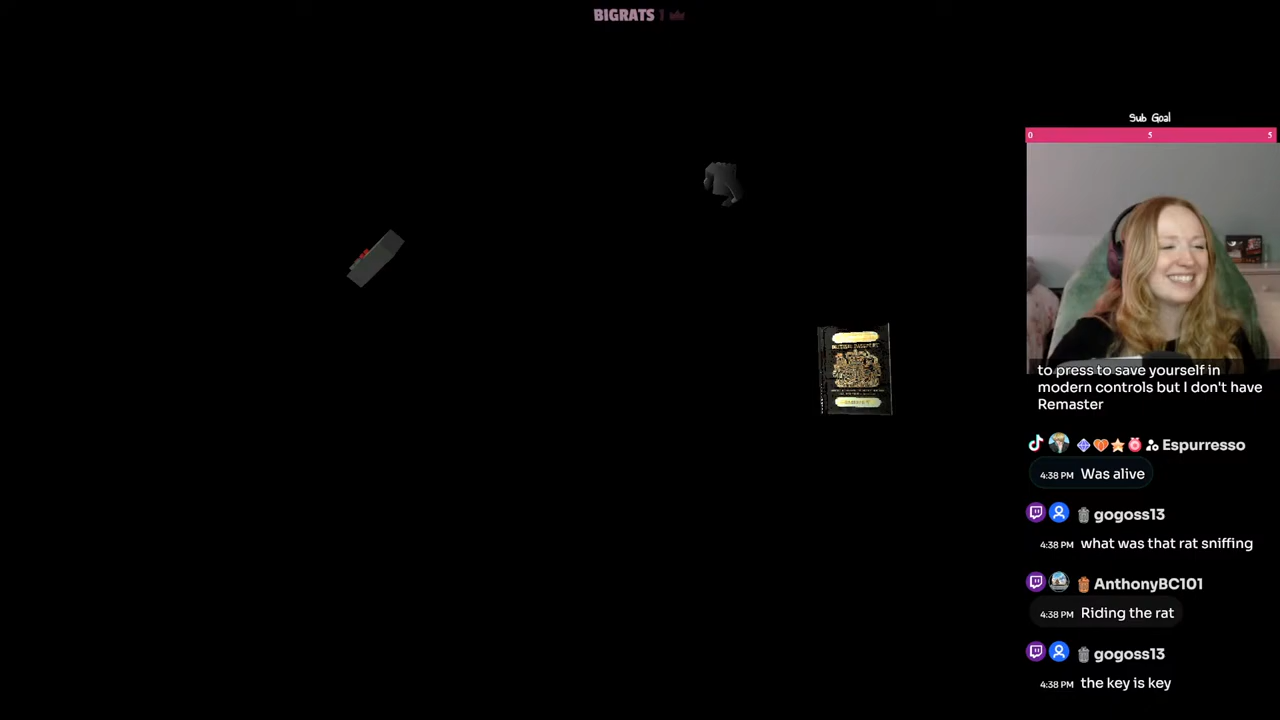 BIGRATS 1
Sub Goal
0 5 5
to press to save yourself in
modern controls but I don't have
Remaster
Espurresso
4:38 PM Was alive
gogoss13
4:38 PM what was that rat sniffing
AnthonyBC101
4:38 PM Riding the rat
gogoss13
4:38 PM the key is key